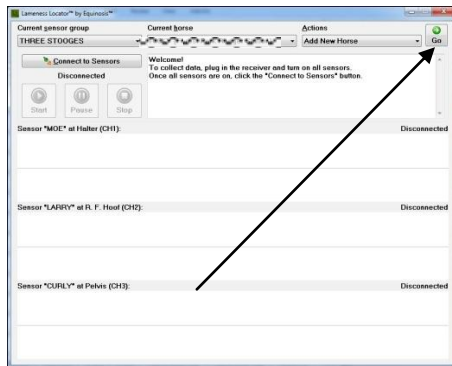 Lameness Locator™ by Equinosis™
Current sensor group
Current horse
Actions
THREE STOOGES
Add New Horse
Go
Connect to Sensors
Disconnected
Start
Pause
Stop
Welcome!
To collect data, plug in the receiver and turn on all sensors.
Once all sensors are on, click the "Connect to Sensors" button.
Sensor "MOE" at Halter (CH1):
Disconnected
Sensor "LARRY" at R. F. Hoof (CH2):
Disconnected
Sensor "CURLY" at Pelvis (CH3):
Disconnected